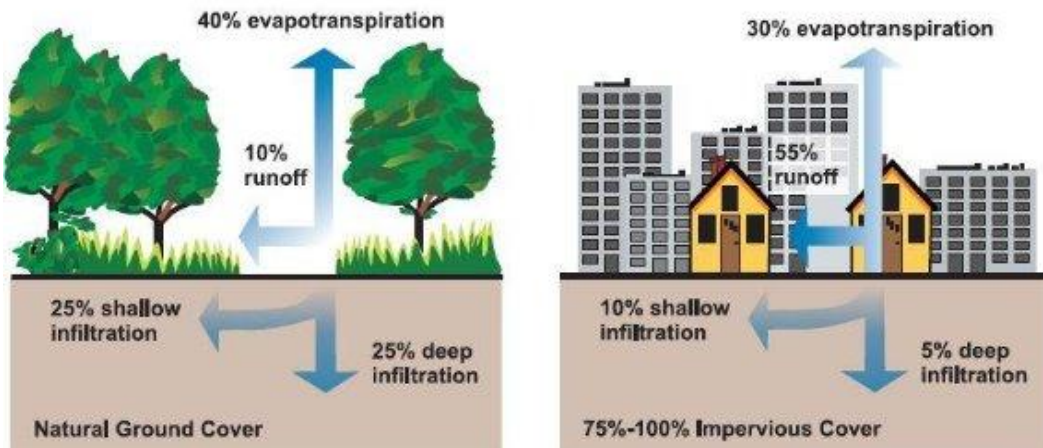 40% evapotranspiration
10%
runoff
25% shallow
infiltration
25% deep
infiltration
Natural Ground Cover
30% evapotranspiration
55%
runoff
10% shallow
infiltration
5% deep
infiltration
75%-100% Impervious Cover